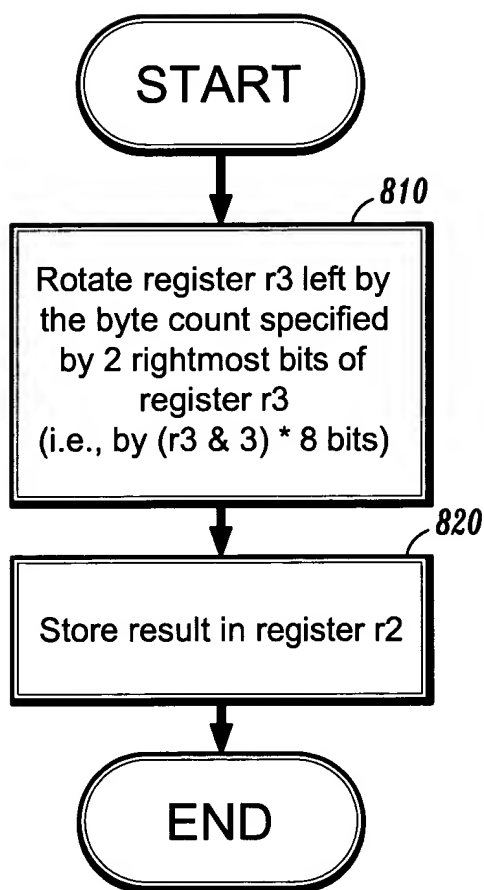 START
810
Rotate register r3 left by
the byte count specified
by 2 rightmost bits of
register r3
(i.e., by (r3 & 3) * 8 bits)
820
Store result in register r2
END